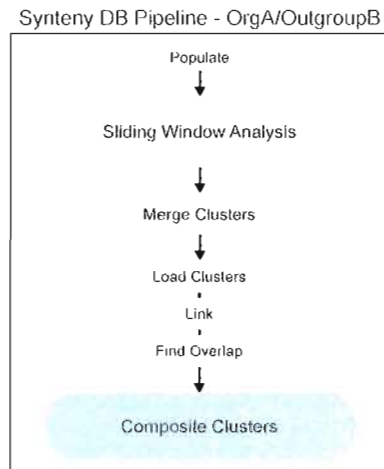 Synteny DB Pipeline - OrgA/OutgroupB
Populate
Sliding Window Analysis
Merge Clusters
Load Clusters
Link
Find Overlap
Composite Clusters